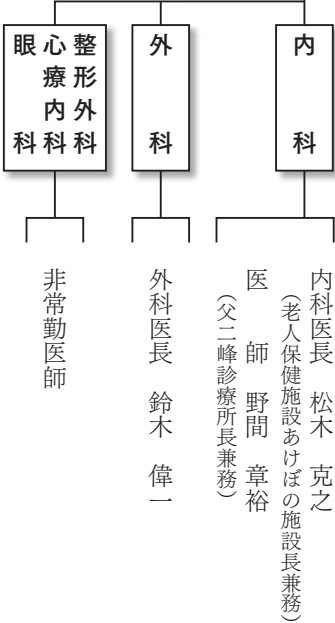 内科
外科
整形外科
心療内科
眼科
内科医長　松木　克之
（老人保健施設あけぼの施設長兼務）
医師　野間　章裕
（父二峰診療所長兼務）
外科医長　鈴木　偉一
非常勤医師